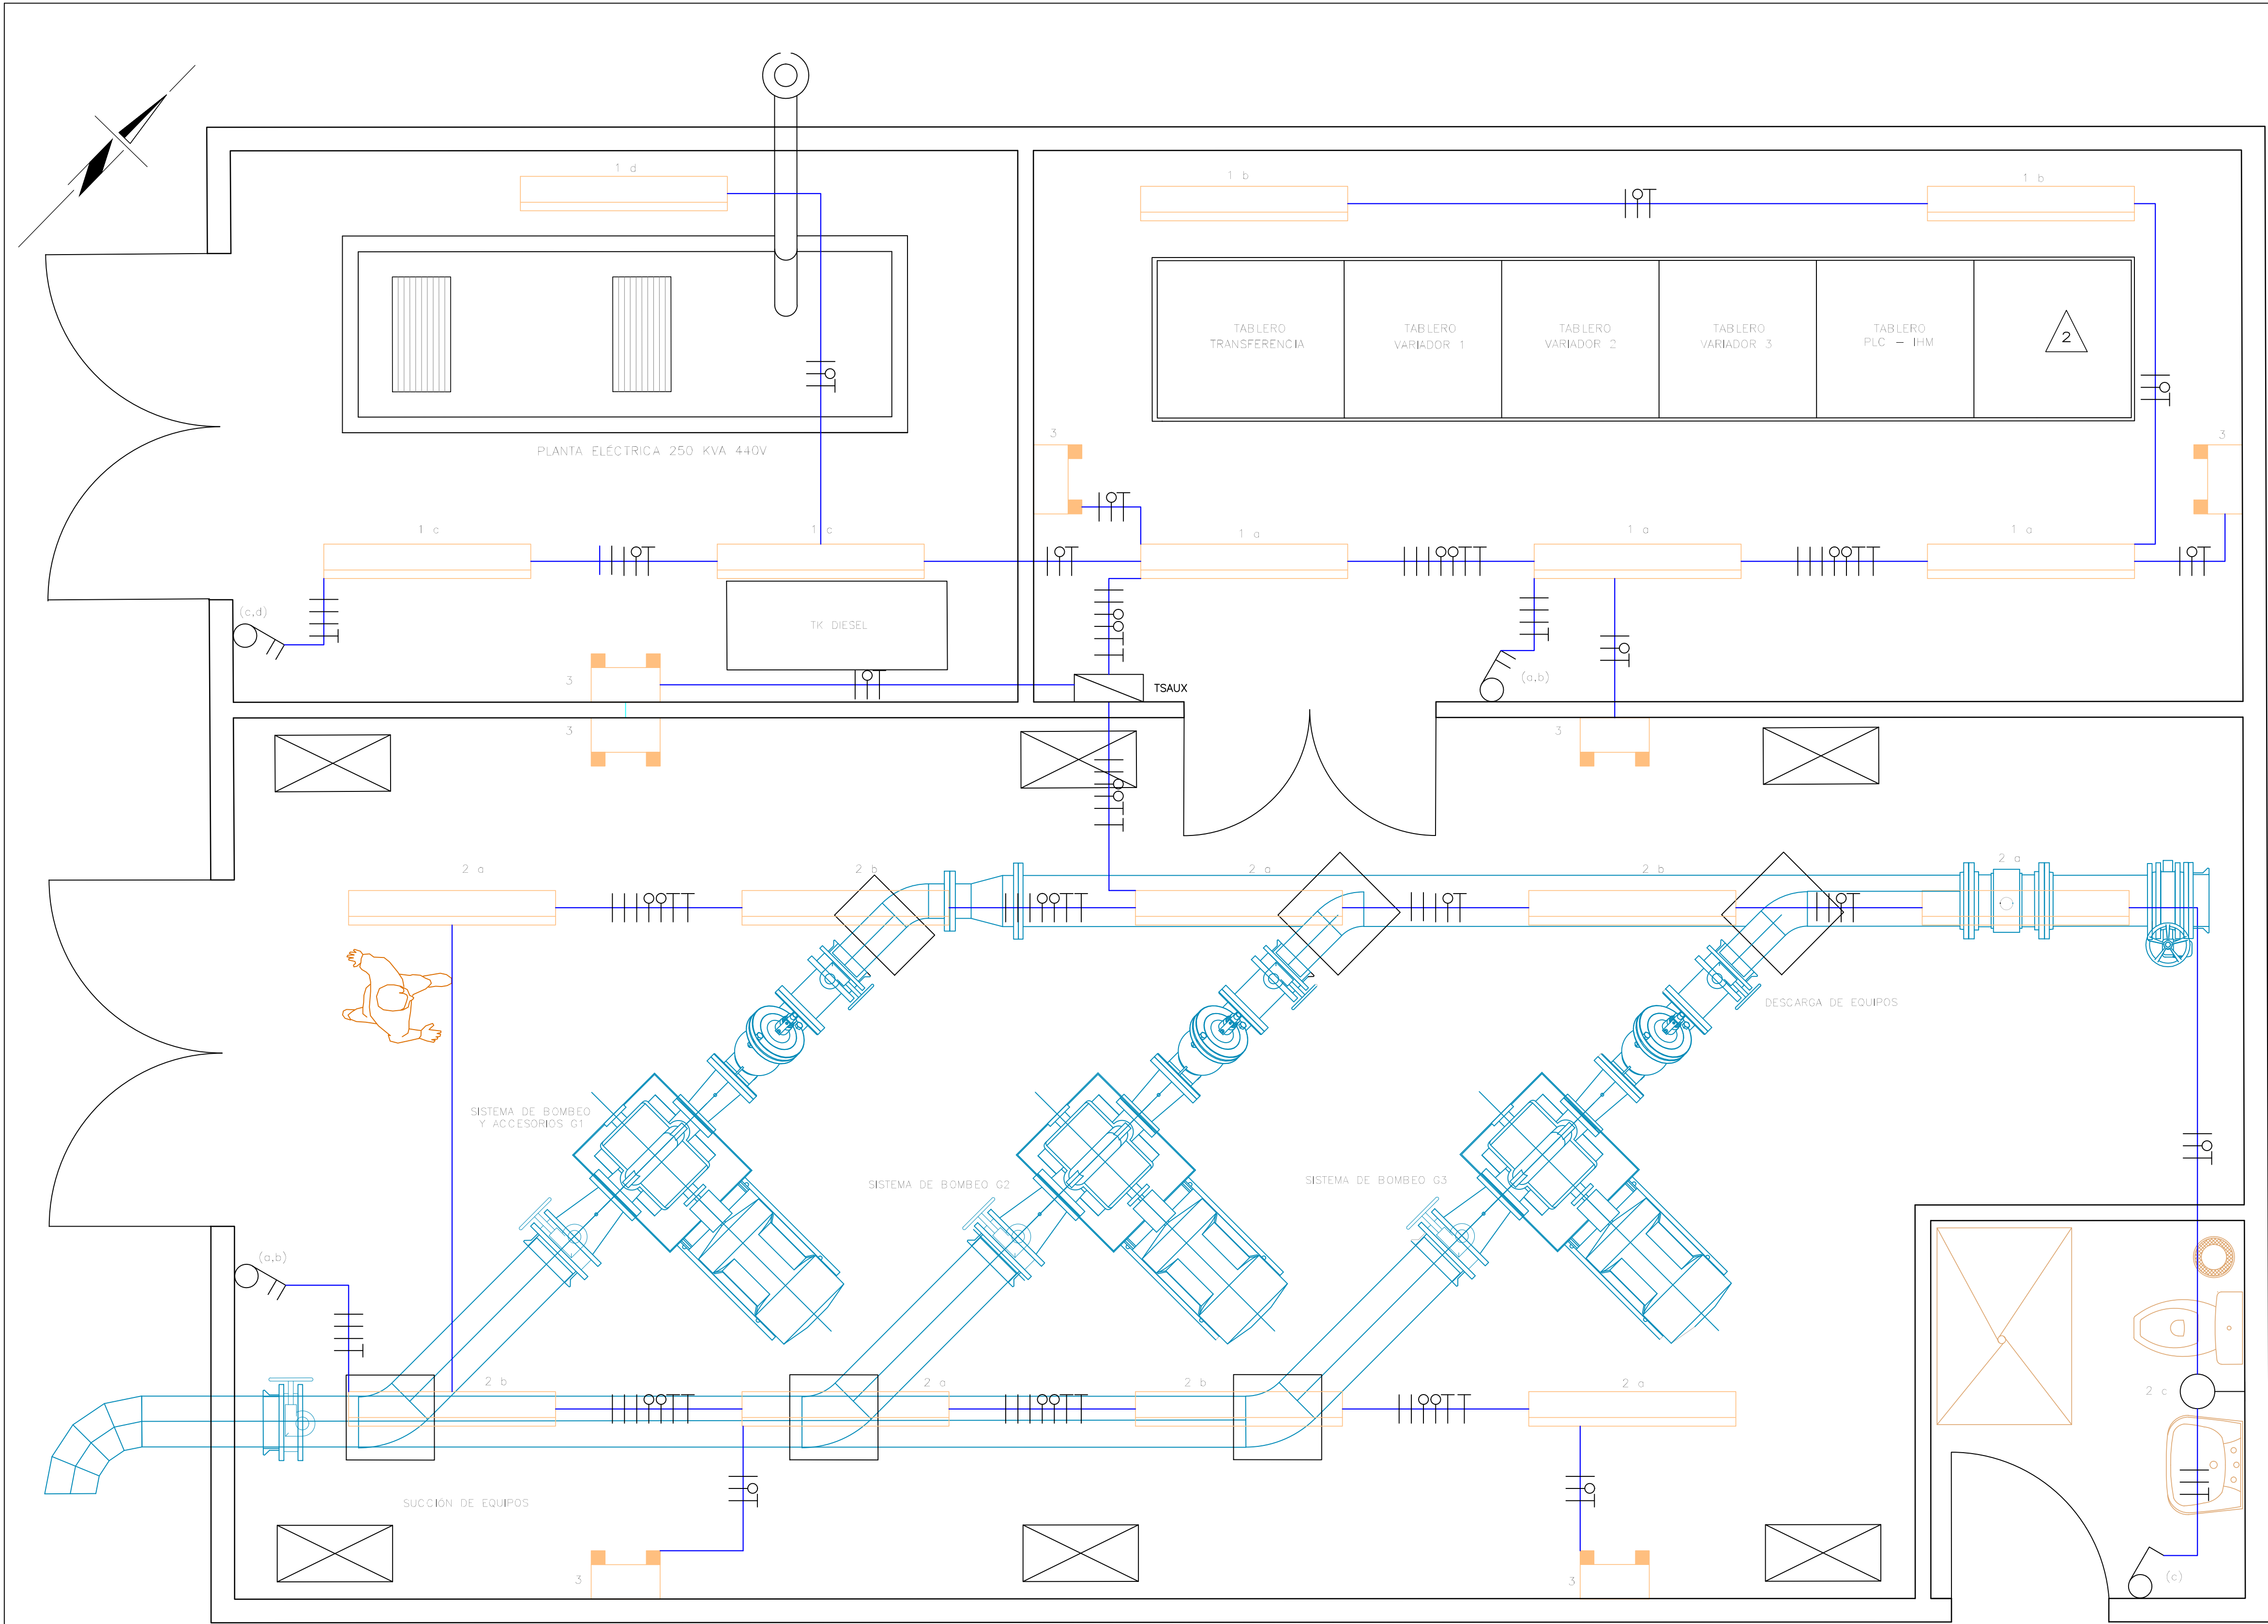 1 d
1 b
1 b
TABLERO
TRANSFERENCIA
TABLERO
VARIADOR 1
TABLERO
VARIADOR 2
TABLERO
VARIADOR 3
TABLERO
PLC – IHM
2
PLANTA ELÉCTRICA 250 KVA 440V
3
3
1 c
1 c
1 a
1 a
1 a
(c,d)
TK DIESEL
3
TSAUX
(a,b)
3
3
2 a
2 b
2 a
2 b
2 a
DESCARGA DE EQUIPOS
SISTEMA DE BOMBEO
Y ACCESORIOS G1
SISTEMA DE BOMBEO G2
SISTEMA DE BOMBEO G3
(a,b)
2 b
2 a
2 b
2 a
2 c
SUCCIÓN DE EQUIPOS
3
3
(c)